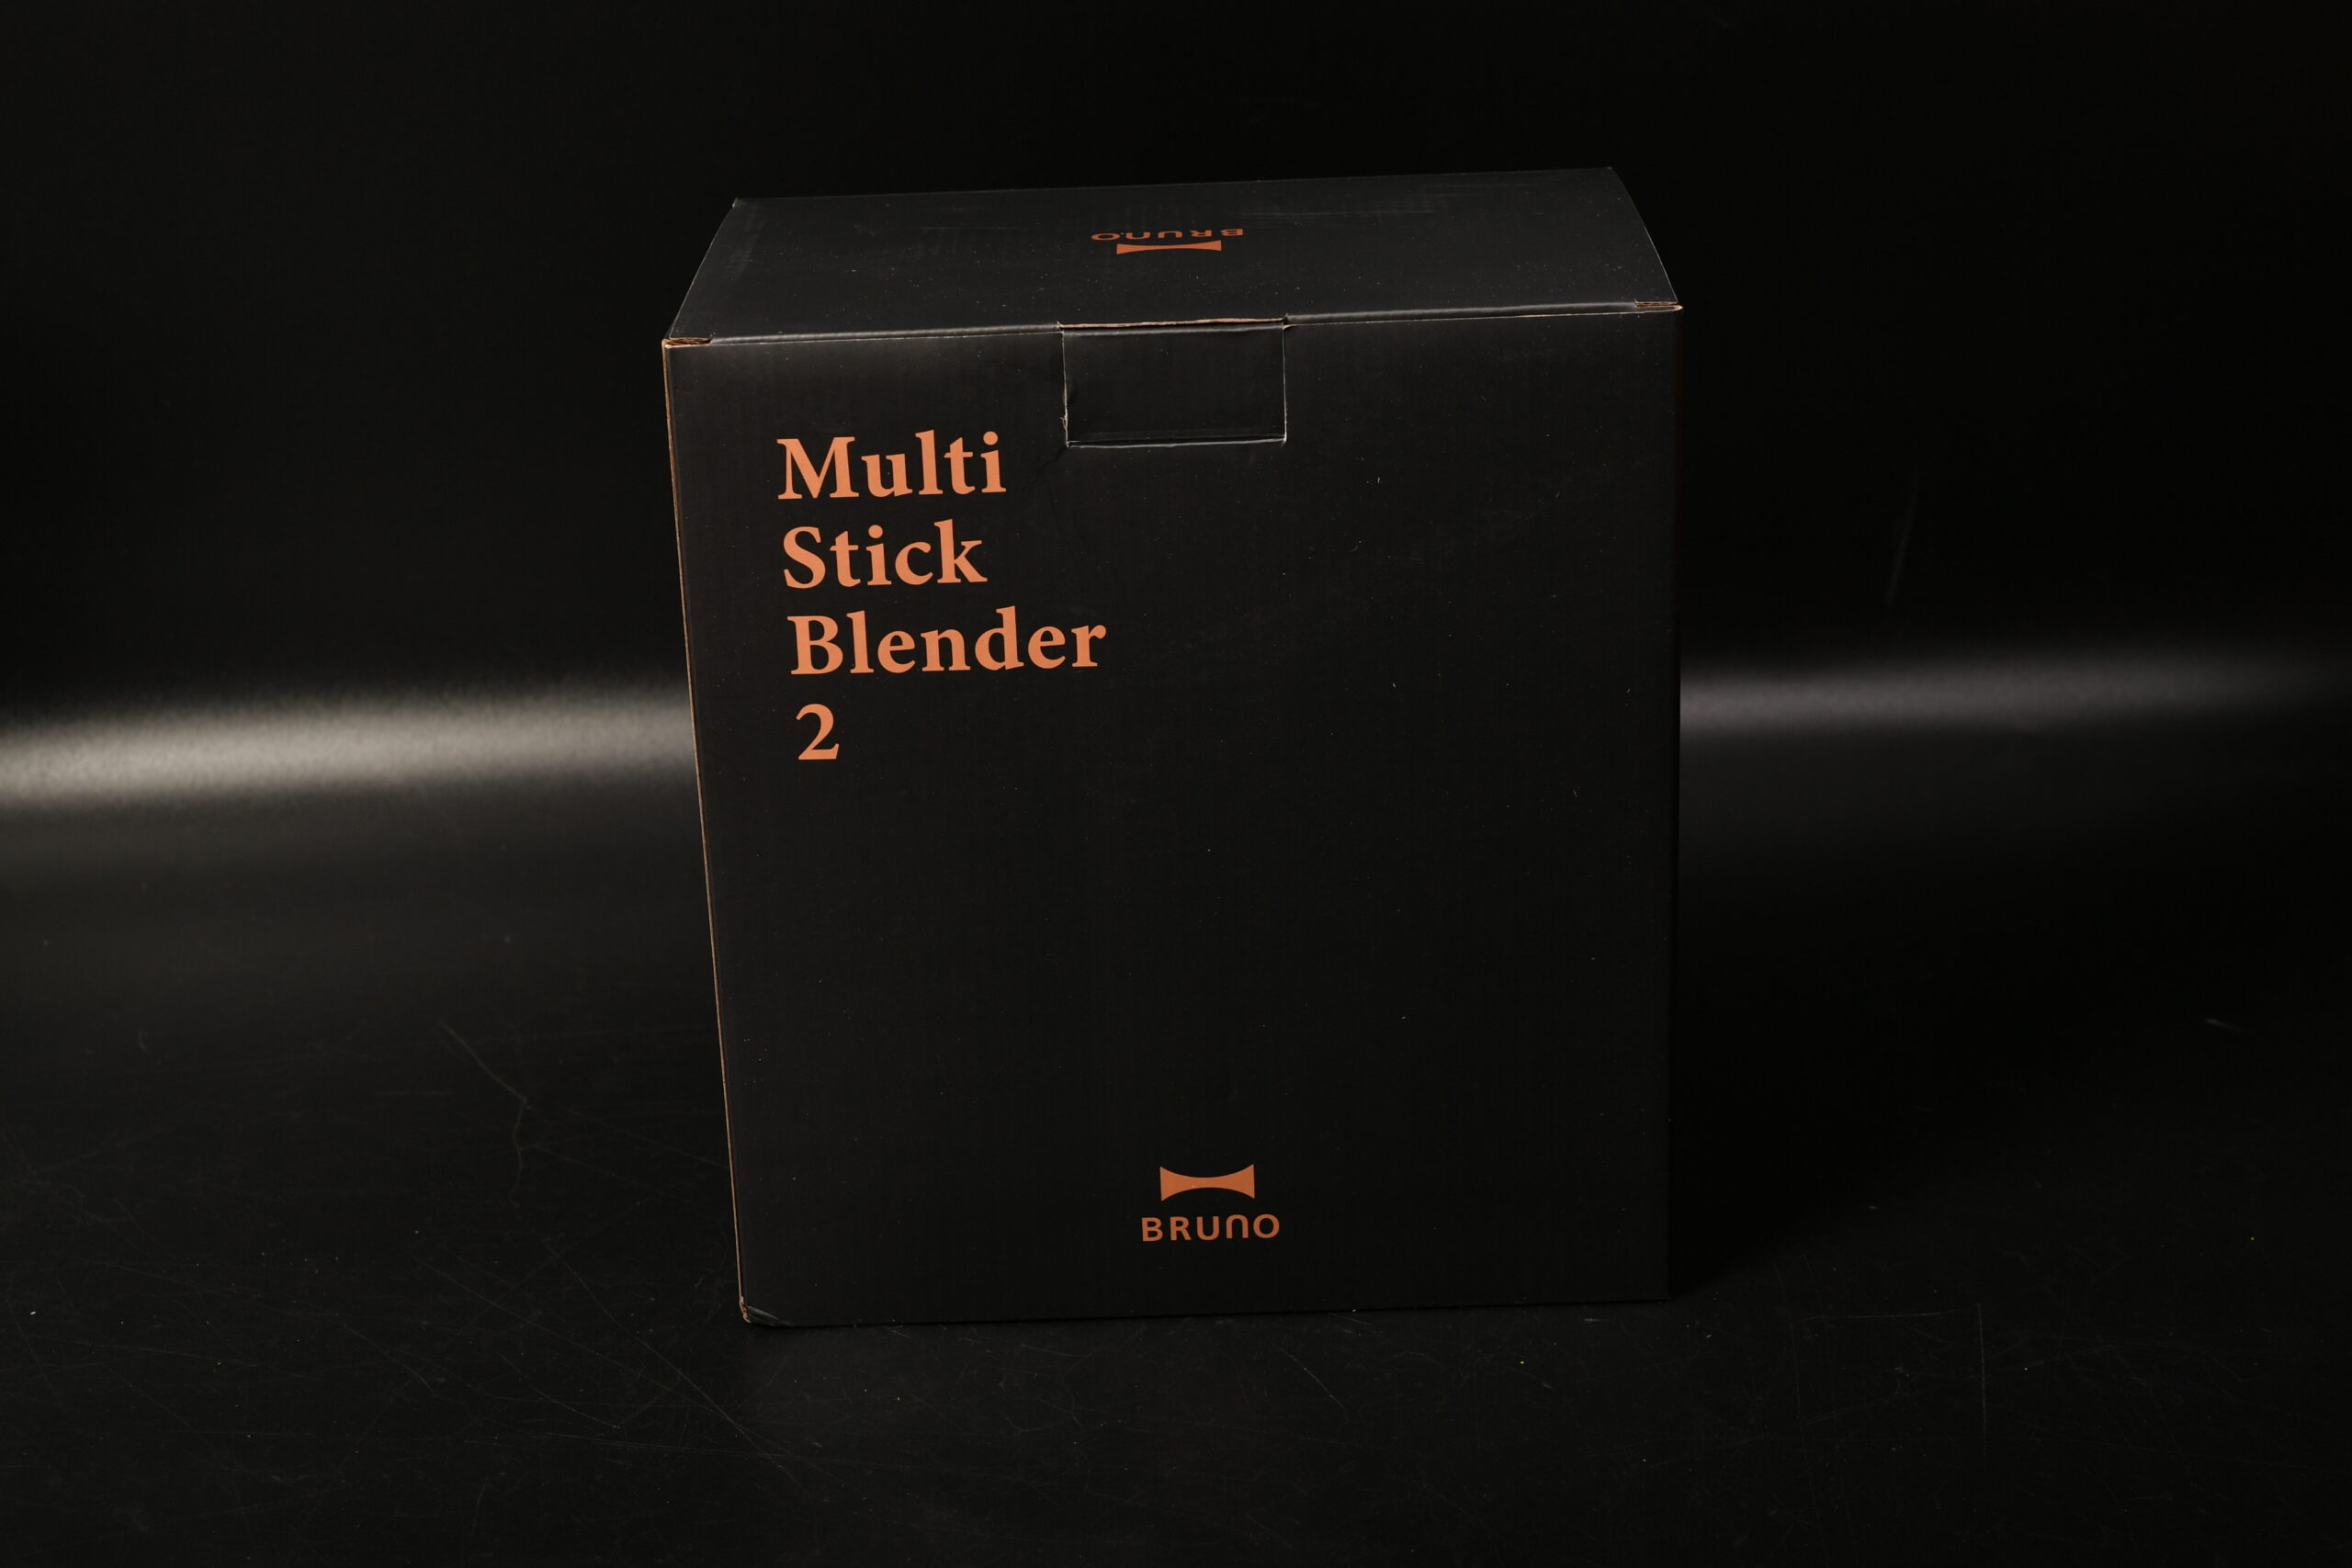 BRUNO
Multi
Stick
Blender
2
BRUNO